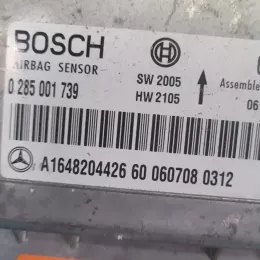 BOSCH
AIRBAG SENSOR
SW 2005
Assemble
0 285 001 739
HW 2105
06
A1648204426 60 060708 0312